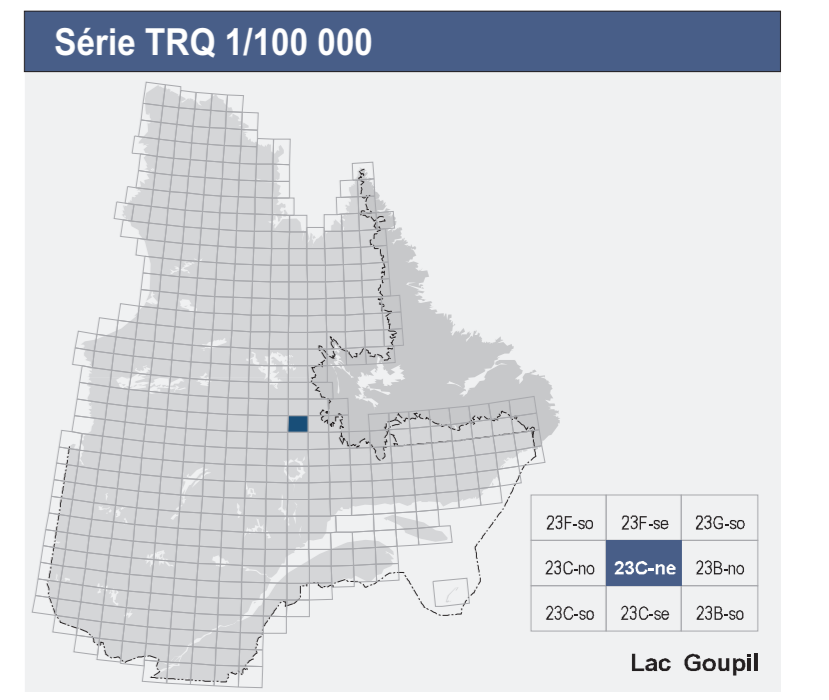 Série TRQ 1/100 000
23F-so 23F-se 23G-so
23C-no 23C-ne 23B-no
23C-so 23C-se 23B-so
Lac Goupil